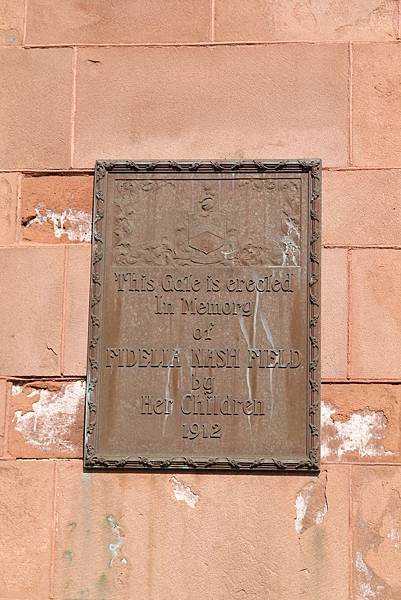 This Gate is erected
In Memory
of
FIDELIA NASH FIELD
by
Her Children
1912